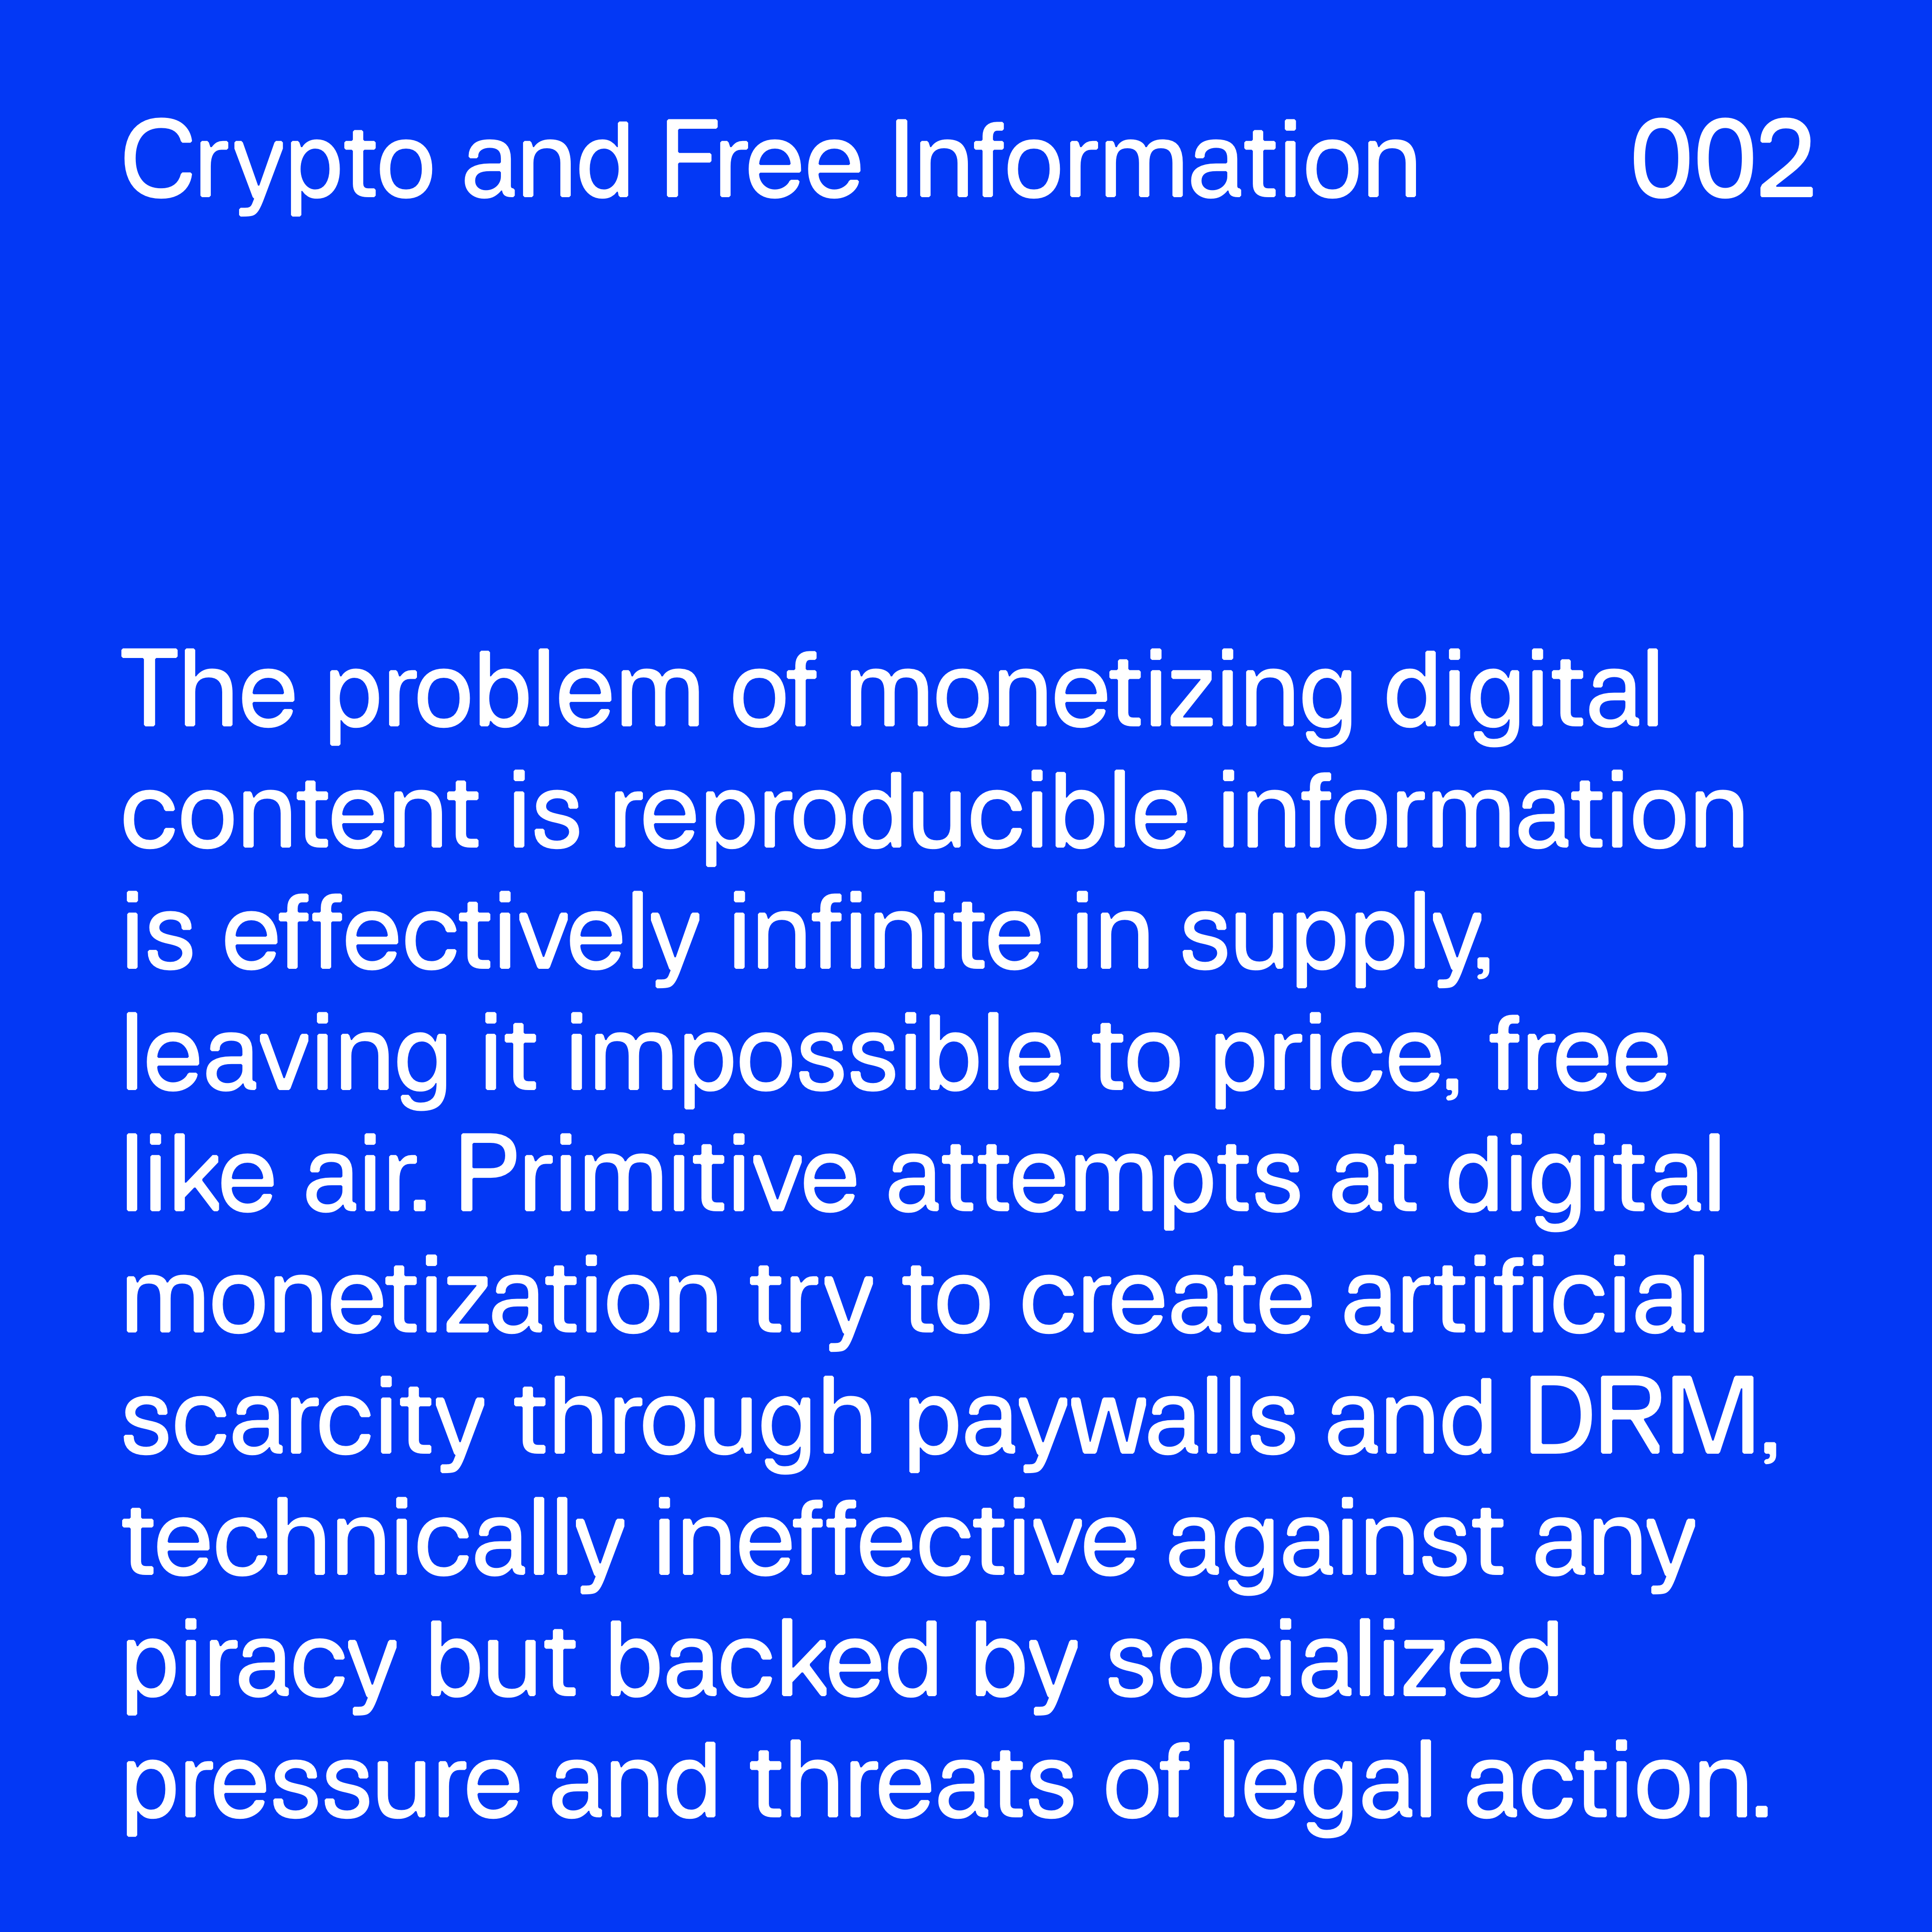 Crypto and Free Information 002
The problem of monetizing digital
content is reproducible information
is effectively infinite in supply,
leaving it impossible to price, free
like air. Primitive attempts at digital
monetization try to create artificial
scarcity through paywalls and DRM,
technically ineffective against any
piracy but backed by socialized
pressure and threats of legal action.